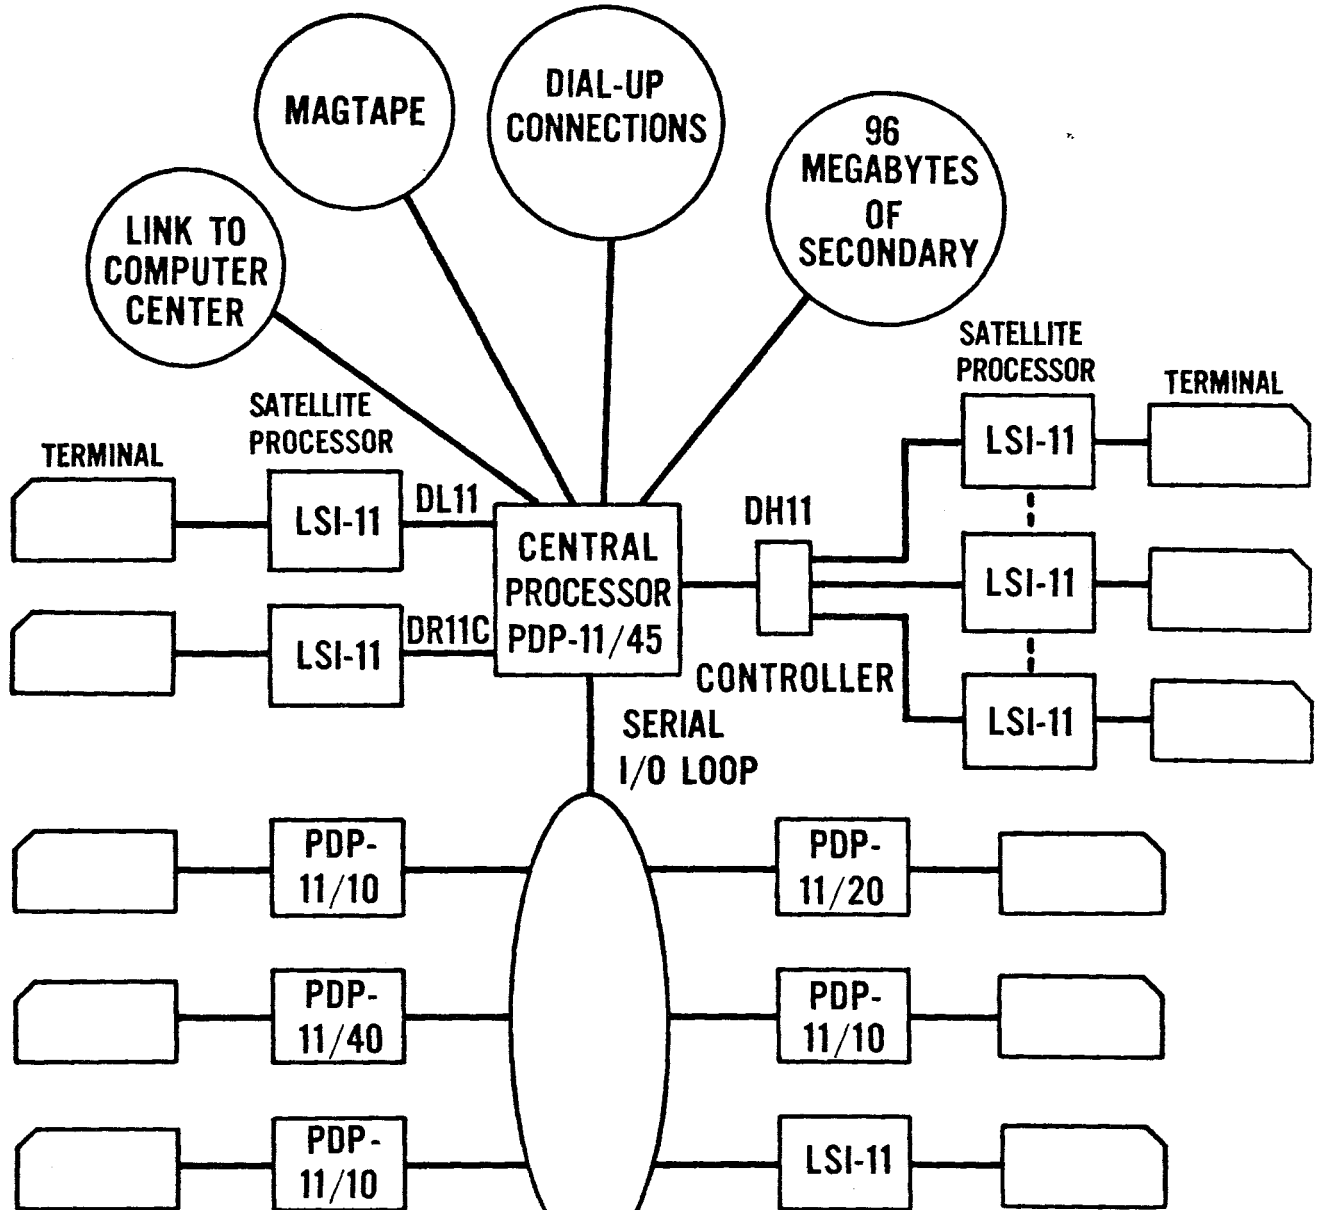 MAGTAPE
DIAL-UP
CONNECTIONS
96
MEGABYTES
OF
SECONDARY
LINK TO
COMPUTER
CENTER
SATELLITE
PROCESSOR
TERMINAL
SATELLITE
PROCESSOR
TERMINAL
LSI-11
DL11
LSI-11
DR11C
CENTRAL
PROCESSOR
PDP-11/45
DH11
CONTROLLER
LSI-11
LSI-11
LSI-11
SERIAL
I/O LOOP
PDP-
11/10
PDP-
11/20
PDP-
11/40
PDP-
11/10
PDP-
11/10
LSI-11